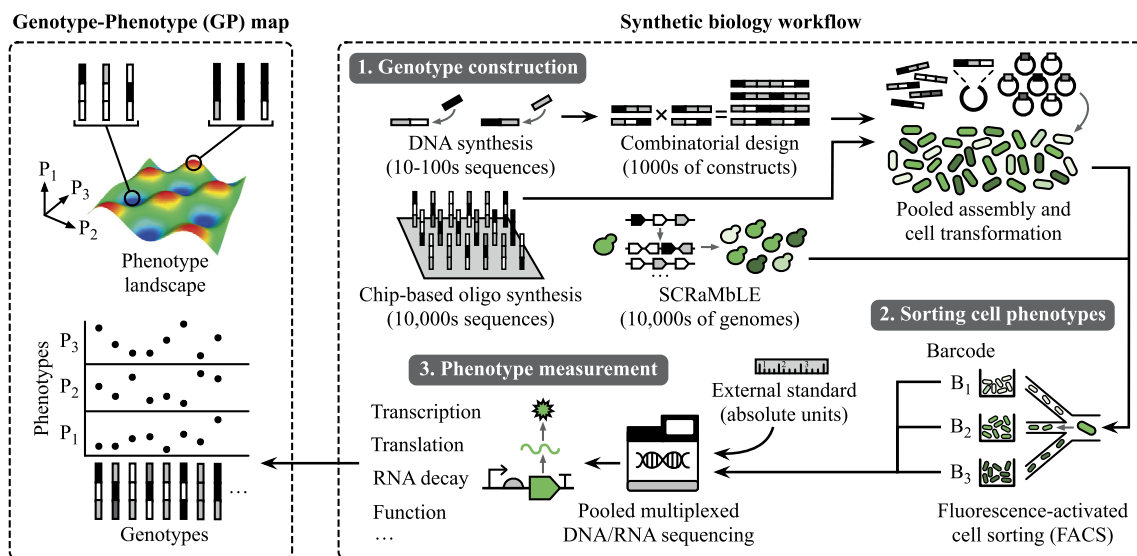 Genotype-Phenotype (GP) map
P1
P3
P2
Phenotype
landscape
Phenotypes
P3
P2
P1
...
Genotypes
Synthetic biology workflow
1. Genotype construction
DNA synthesis
(10-100s sequences)
×
=
Combinatorial design
(1000s of constructs)
Pooled assembly and
cell transformation
Chip-based oligo synthesis
(10,000s sequences)
...
SCRaMbLE
(10,000s of genomes)
2. Sorting cell phenotypes
Barcode
B1
B2
B3
Fluorescence-activated
cell sorting (FACS)
3. Phenotype measurement
1 2 3
External standard
(absolute units)
Transcription
Translation
RNA decay
Function
...
Pooled multiplexed
DNA/RNA sequencing